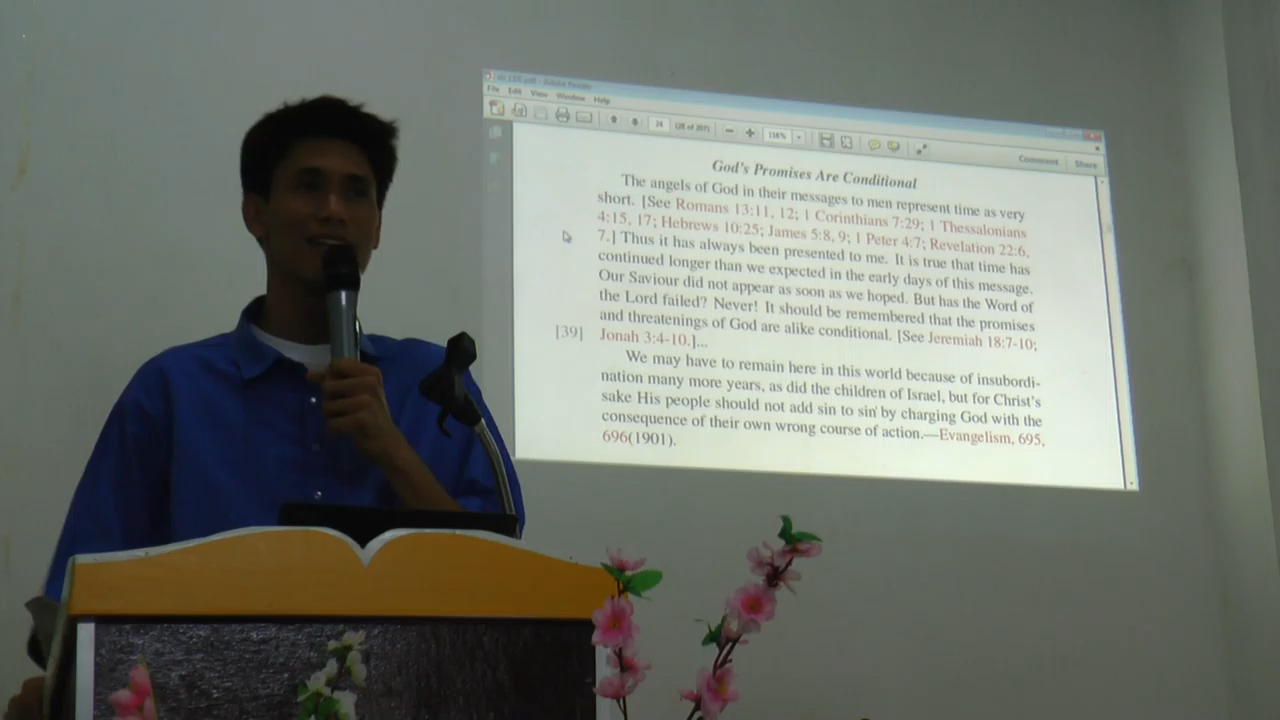 File Edit View Window Help
24 (28 of 207) 116%
Comment Share
God's Promises Are Conditional
The angels of God in their messages to men represent time as very
short. [See Romans 13:11, 12; 1 Corinthians 7:29; 1 Thessalonians
4:15, 17; Hebrews 10:25; James 5:8, 9; 1 Peter 4:7; Revelation 22:6,
7.] Thus it has always been presented to me. It is true that time has
continued longer than we expected in the early days of this message.
Our Saviour did not appear as soon as we hoped. But has the Word of
the Lord failed? Never! It should be remembered that the promises
and threatenings of God are alike conditional. [See Jeremiah 18:7-10;
[39] Jonah 3:4-10.]...
We may have to remain here in this world because of insubordi-
nation many more years, as did the children of Israel, but for Christ's
sake His people should not add sin to sin by charging God with the
consequence of their own wrong course of action.—Evangelism, 695,
696(1901).